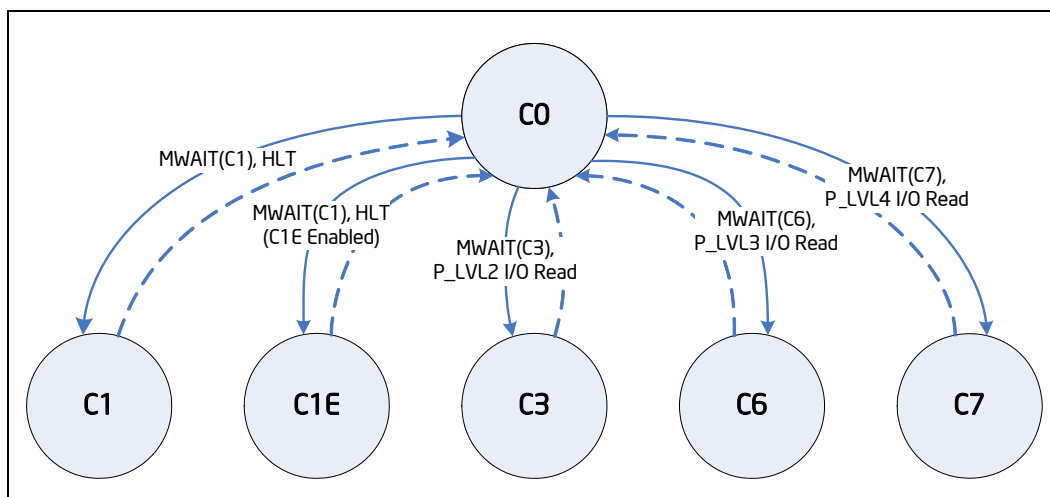 C0
MWAIT(C1), HLT
MWAIT(C1), HLT
(C1E Enabled)
MWAIT(C3),
P_LVL2 I/O Read
MWAIT(C6),
P_LVL3 I/O Read
MWAIT(C7),
P_LVL4 I/O Read
C1
C1E
C3
C6
C7